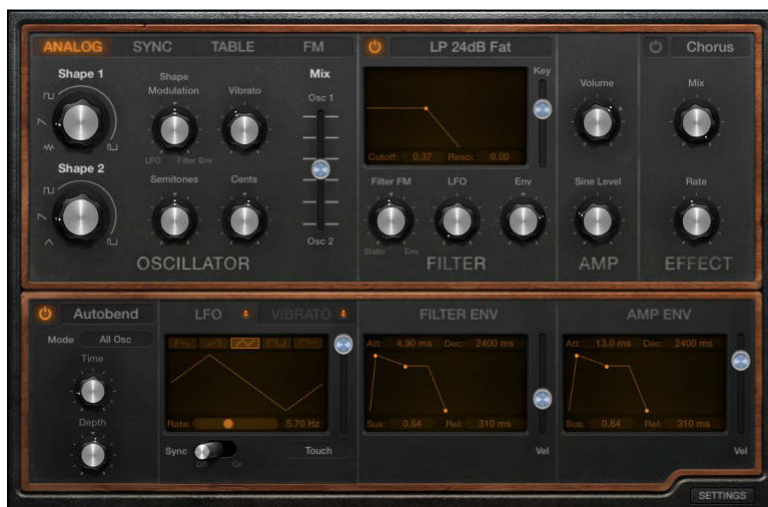 ANALOG SYNC TABLE FM
LP 24dB Fat
Chorus
Shape 1
Shape Modulation
Vibrato
Mix
Osc 1
LFO Filter Env
Shape 2
Semitones
Cents
Osc 2
OSCILLATOR
Key
Cutoff: 0.37 Reso: 0.00
Filter FM
LFO
Env
Static Env
FILTER
Volume
Sine Level
AMP
Mix
Rate
EFFECT
Autobend
Mode All Osc
Time
Depth
LFO VIBRATO
Rate: 5.70 Hz
Sync
Off On
Touch
FILTER ENV
Att: 4.90 ms Dec: 2400 ms
Sus: 0.64 Rel: 310 ms
Vel
AMP ENV
Att: 13.0 ms Dec: 2400 ms
Sus: 0.64 Rel: 310 ms
Vel
SETTINGS